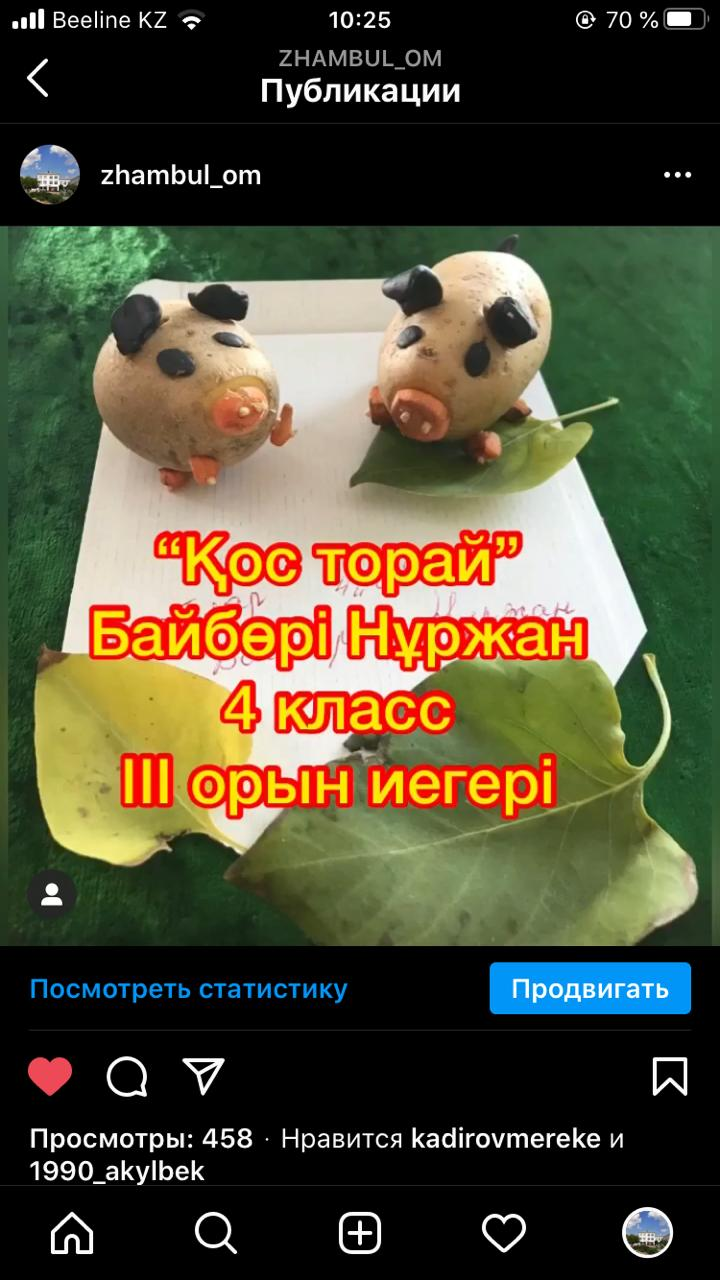 Beeline KZ 10:25 70 %
ZHAMBUL_OM
Публикации
zhambul_om
“Қос торай”
Байбөрі Нұржан
4 класс
III орын иегері
Посмотреть статистику
Продвигать
Просмотры: 458 · Нравится kadirovmereke и
1990_akylbek